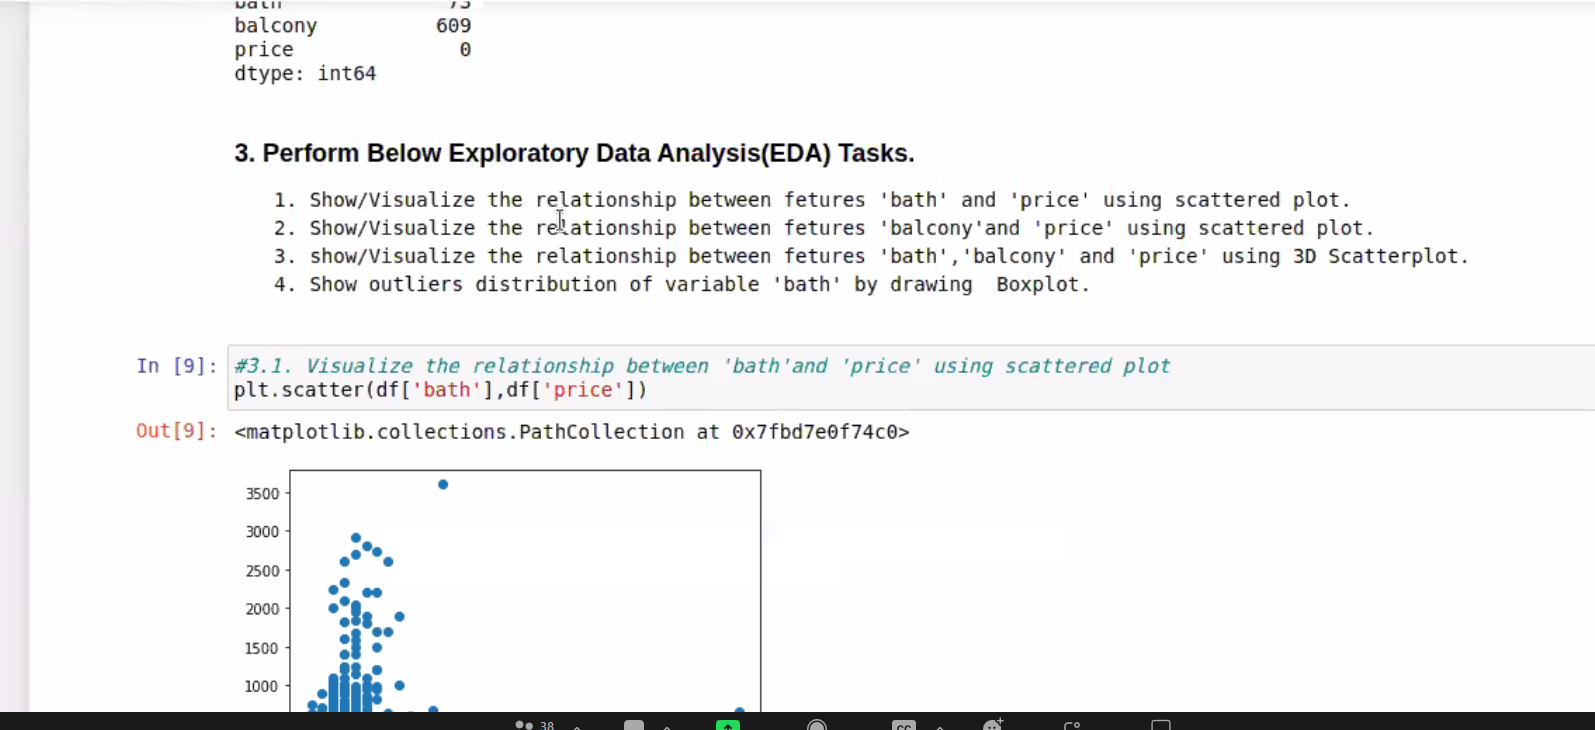 bath 73
balcony 609
price 0
dtype: int64
3. Perform Below Exploratory Data Analysis(EDA) Tasks.
1. Show/Visualize the relationship between fetures 'bath' and 'price' using scattered plot.
2. Show/Visualize the relationship between fetures 'balcony'and 'price' using scattered plot.
3. show/Visualize the relationship between fetures 'bath','balcony' and 'price' using 3D Scatterplot.
4. Show outliers distribution of variable 'bath' by drawing  Boxplot.
In [9]: #3.1. Visualize the relationship between 'bath'and 'price' using scattered plot
plt.scatter(df['bath'],df['price'])
Out[9]: <matplotlib.collections.PathCollection at 0x7fbd7e0f74c0>
3500
3000
2500
2000
1500
1000
38
CC